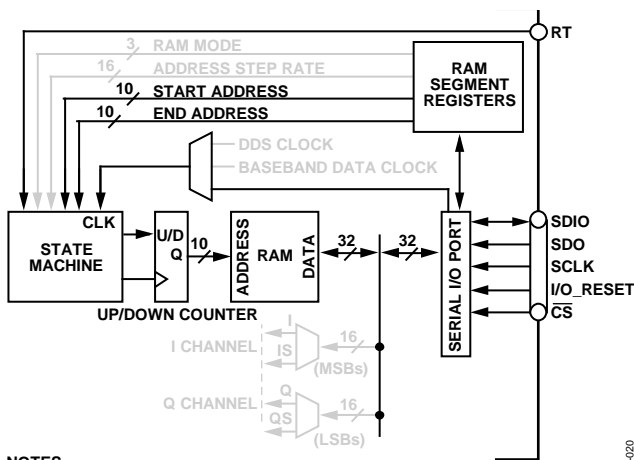 RT
3 RAM MODE
16 ADDRESS STEP RATE
10 START ADDRESS
10 END ADDRESS
RAM
SEGMENT
REGISTERS
DDS CLOCK
BASEBAND DATA CLOCK
CLK
STATE
MACHINE
U/D
Q
10
ADDRESS
RAM
DATA
32
32
SERIAL I/O PORT
SDIO
SDO
SCLK
I/O_RESET
CS
UP/DOWN COUNTER
I
IS
I CHANNEL
16
(MSBs)
Q
QS
Q CHANNEL
16
(LSBs)
NOTES
-020